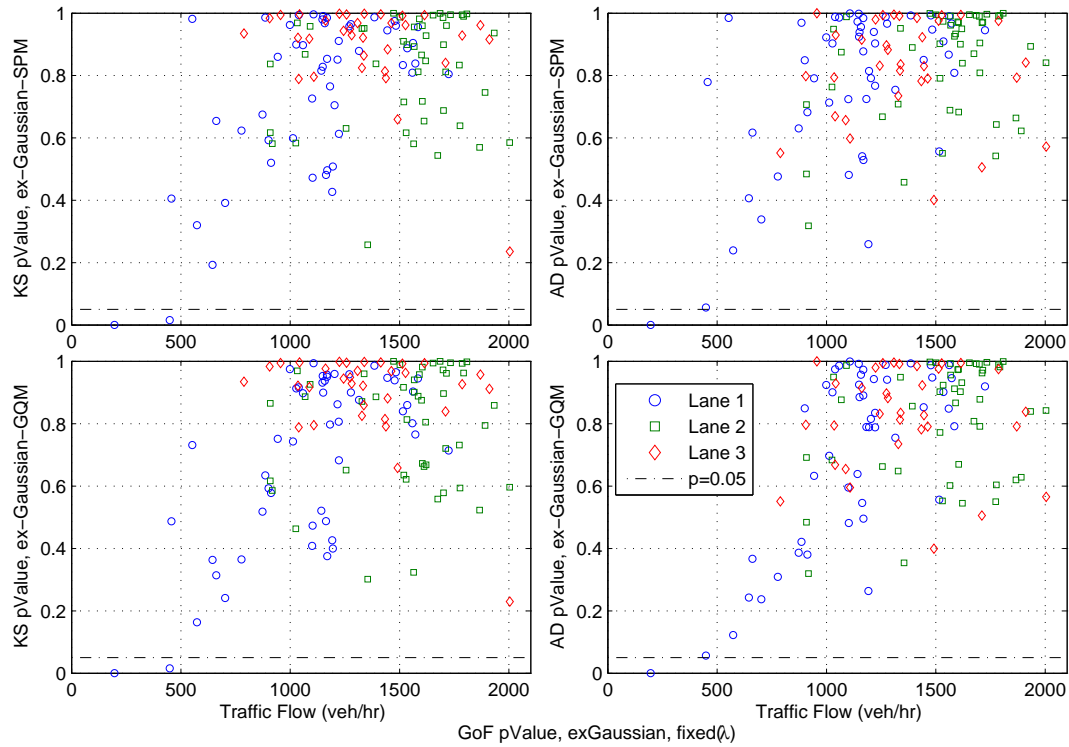 KS pValue, ex−Gaussian−SPM
1
0.8
0.6
0.4
0.2
0
0 500 1000 1500 2000
AD pValue, ex−Gaussian−SPM
1
0.8
0.6
0.4
0.2
0
0 500 1000 1500 2000
KS pValue, ex−Gaussian−GQM
1
0.8
0.6
0.4
0.2
0
0 500 1000 1500 2000
Traffic Flow (veh/hr)
AD pValue, ex−Gaussian−GQM
1
0.8
0.6
0.4
0.2
0
Lane 1
Lane 2
Lane 3
p=0.05
0 500 1000 1500 2000
Traffic Flow (veh/hr)
GoF pValue, exGaussian, fixed(λ)